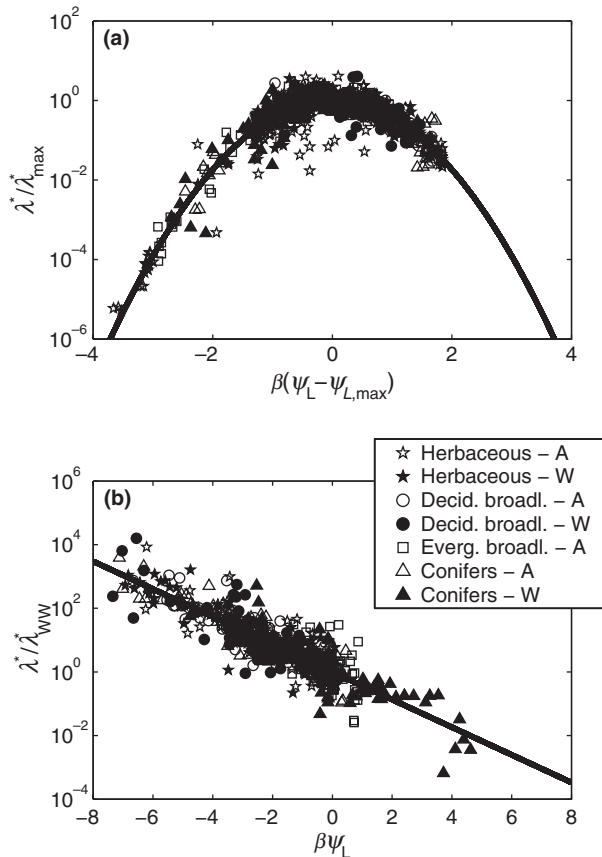 (a)
10^2
10^0
10^−2
10^−4
10^−6
λ*/λ*max
−4 −2 0 2 4
β(ψL−ψL,max)
(b)
10^6
10^4
10^2
10^0
10^−2
10^−4
λ*/λ*WW
Herbaceous − A
Herbaceous − W
Decid. broadl. − A
Decid. broadl. − W
Everg. broadl. − A
Conifers − A
Conifers − W
−8 −6 −4 −2 0 2 4 6 8
βψL